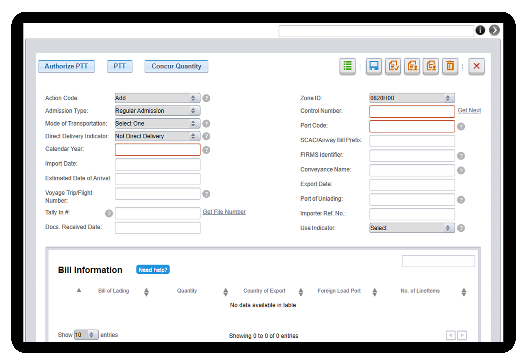 Authorize PTT PTT Concur Quantity
Action Code: Add Zone ID: 0820H00
Admission Type: Regular Admission Control Number: Get Next
Mode of Transportation: Select One Port Code:
Direct Delivery Indicator: Not Direct Delivery SCAC/Airway Bill Prefix:
Calendar Year: FIRMS Identifier:
Import Date: Conveyance Name:
Estimated Date of Arrival: Export Date:
Voyage Trip/Flight Number: Port of Unlading:
Tally In #: Get File Number Importer Ref. No.:
Docs. Received Date: Use Indicator: Select
Bill Information Need help?
Bill of Lading Quantity Country of Export Foreign Load Port No. of LineItems
No data available in table
Show 10 entries Showing 0 to 0 of 0 entries